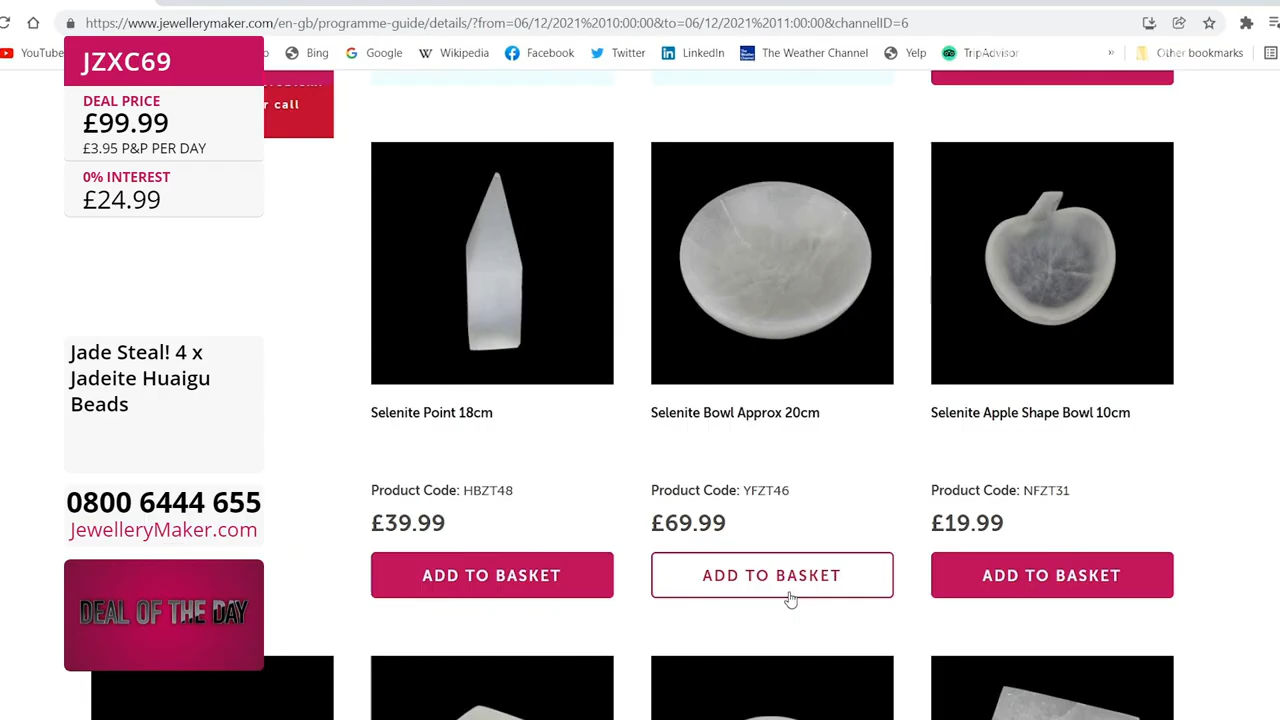 https://www.jewellerymaker.com/en-gb/programme-guide/details/?from=06/12/2021%2010:00:00&to=06/12/2021%2011:00:00&channelID=6
YouTube Bing Google Wikipedia Facebook Twitter LinkedIn The Weather Channel Yelp TripAdvisor » Other bookmarks
JZXC69
DEAL PRICE
£99.99
£3.95 P&P PER DAY
0% INTEREST
£24.99
r call
Jade Steal! 4 x
Jadeite Huaigu
Beads
0800 6444 655
JewelleryMaker.com
DEAL OF THE DAY
Selenite Point 18cm
Product Code: HBZT48
£39.99
ADD TO BASKET
Selenite Bowl Approx 20cm
Product Code: YFZT46
£69.99
ADD TO BASKET
Selenite Apple Shape Bowl 10cm
Product Code: NFZT31
£19.99
ADD TO BASKET